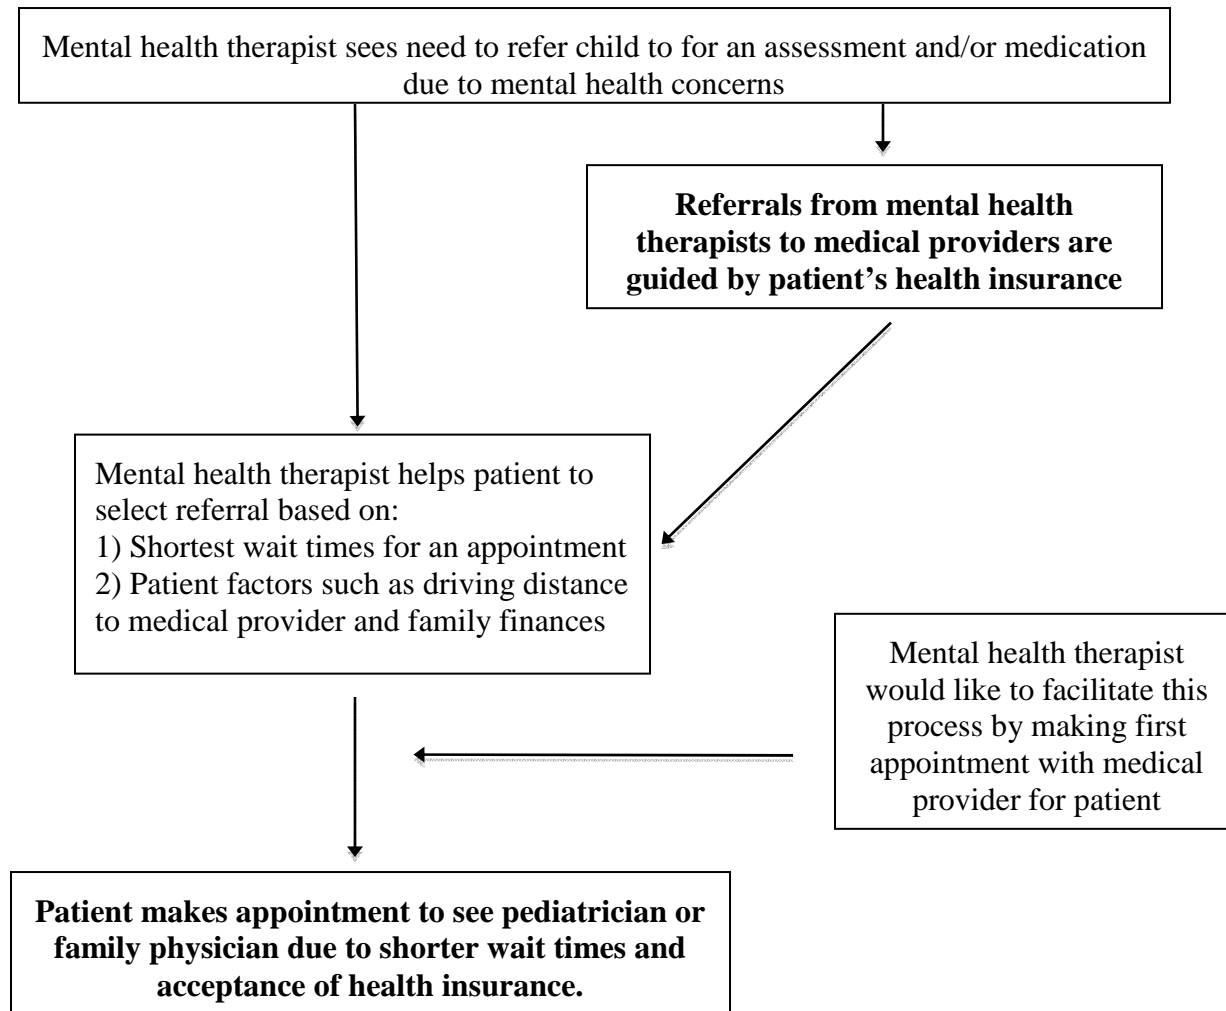 Mental health therapist sees need to refer child to for an assessment and/or medication
due to mental health concerns
Referrals from mental health
therapists to medical providers are
guided by patient’s health insurance
Mental health therapist helps patient to
select referral based on:
1) Shortest wait times for an appointment
2) Patient factors such as driving distance
to medical provider and family finances
Mental health therapist
would like to facilitate this
process by making first
appointment with medical
provider for patient
Patient makes appointment to see pediatrician or
family physician due to shorter wait times and
acceptance of health insurance.